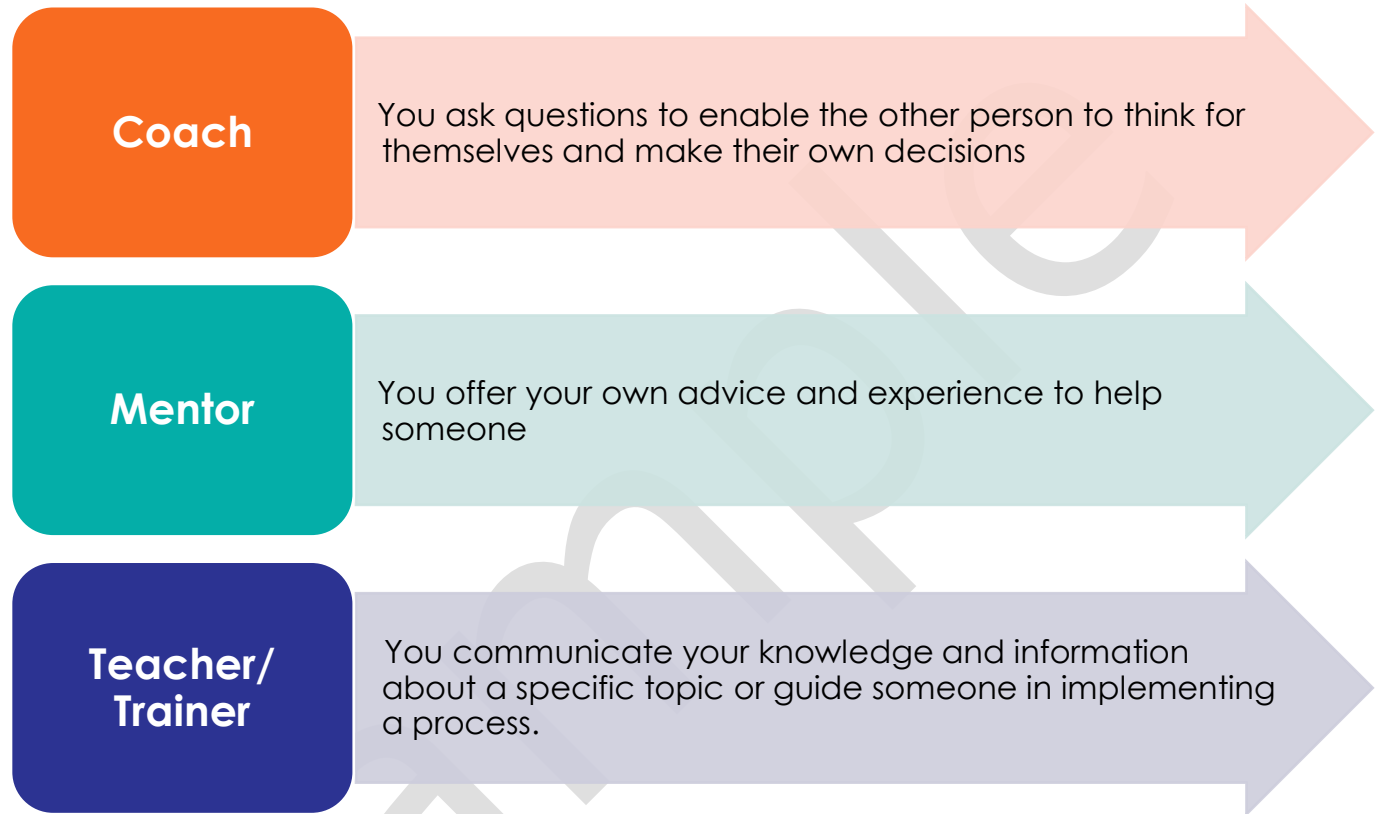 Coach
You ask questions to enable the other person to think for
themselves and make their own decisions
Mentor
You offer your own advice and experience to help
someone
Teacher/
Trainer
You communicate your knowledge and information
about a specific topic or guide someone in implementing
a process.